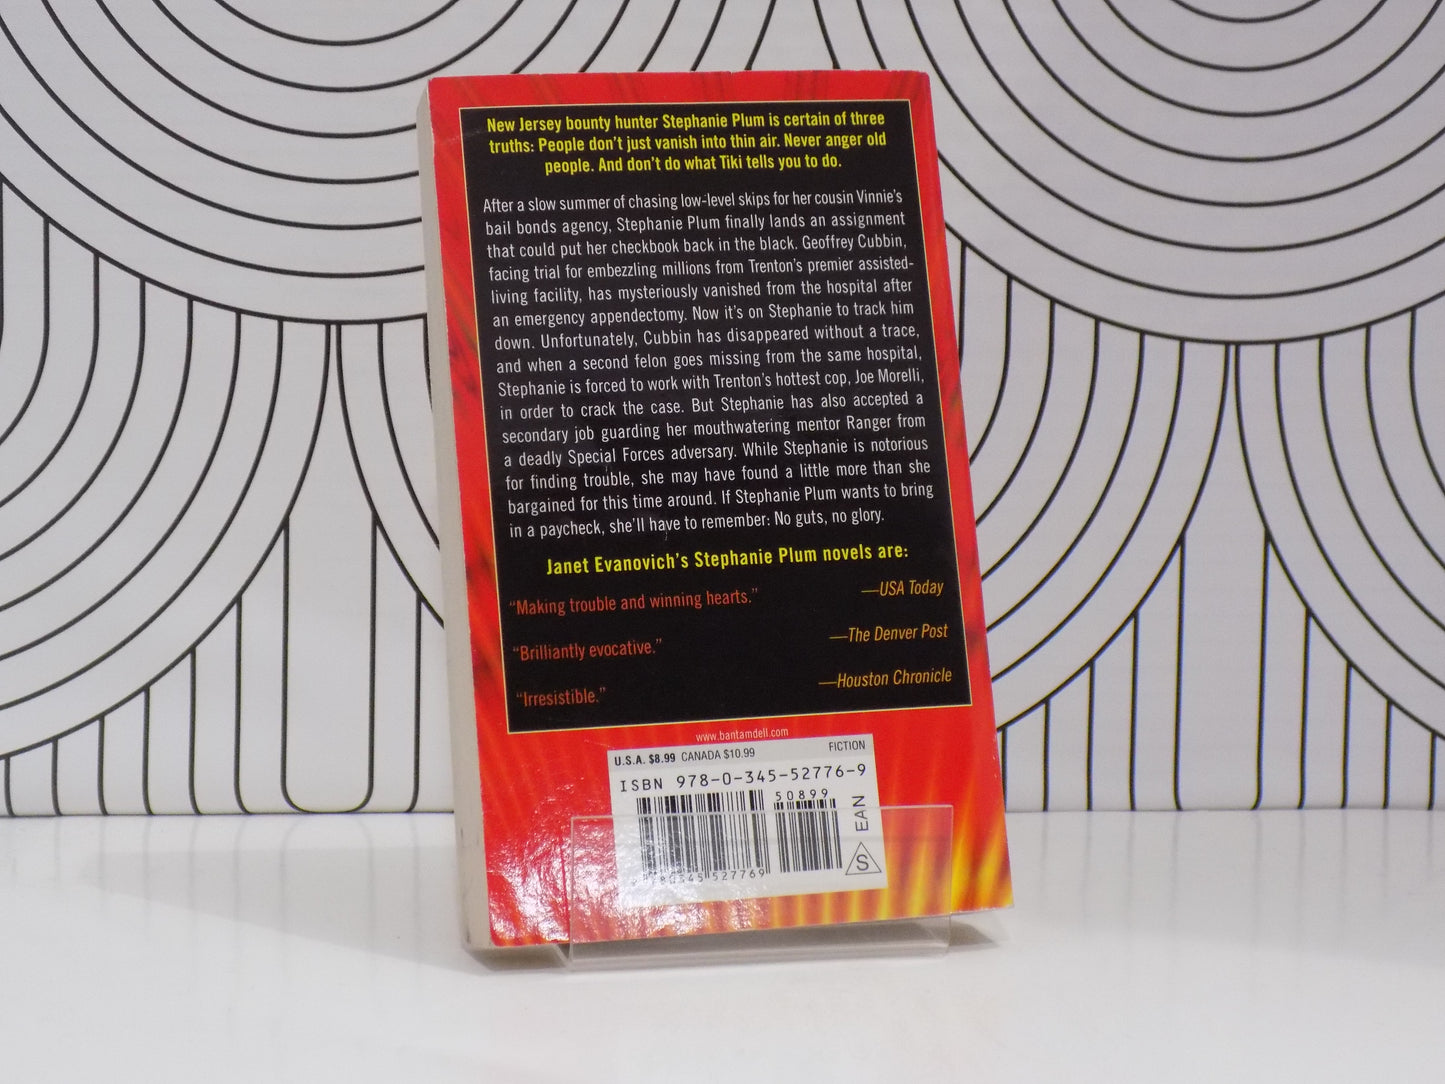 New Jersey bounty hunter Stephanie Plum is certain of three
truths: People don't just vanish into thin air. Never anger old
people. And don't do what Tiki tells you to do.
After a slow summer of chasing low-level skips for her cousin Vinnie's
bail bonds agency, Stephanie Plum finally lands an assignment
that could put her checkbook back in the black. Geoffrey Cubbin,
facing trial for embezzling millions from Trenton's premier assisted-
living facility, has mysteriously vanished from the hospital after
an emergency appendectomy. Now it's on Stephanie to track him
down. Unfortunately, Cubbin has disappeared without a trace,
and when a second felon goes missing from the same hospital,
Stephanie is forced to work with Trenton's hottest cop, Joe Morelli,
in order to crack the case. But Stephanie has also accepted a
secondary job guarding her mouthwatering mentor Ranger from
a deadly Special Forces adversary. While Stephanie is notorious
for finding trouble, she may have found a little more than she
bargained for this time around. If Stephanie Plum wants to bring
in a paycheck, she'll have to remember: No guts, no glory.
Janet Evanovich's Stephanie Plum novels are:
"Making trouble and winning hearts." —USA Today
"Brilliantly evocative." —The Denver Post
"Irresistible." —Houston Chronicle
www.bantamdell.com
U.S.A. $8.99 CANADA $10.99 FICTION
ISBN 978-0-345-52776-9
50899
EAN
S
527769